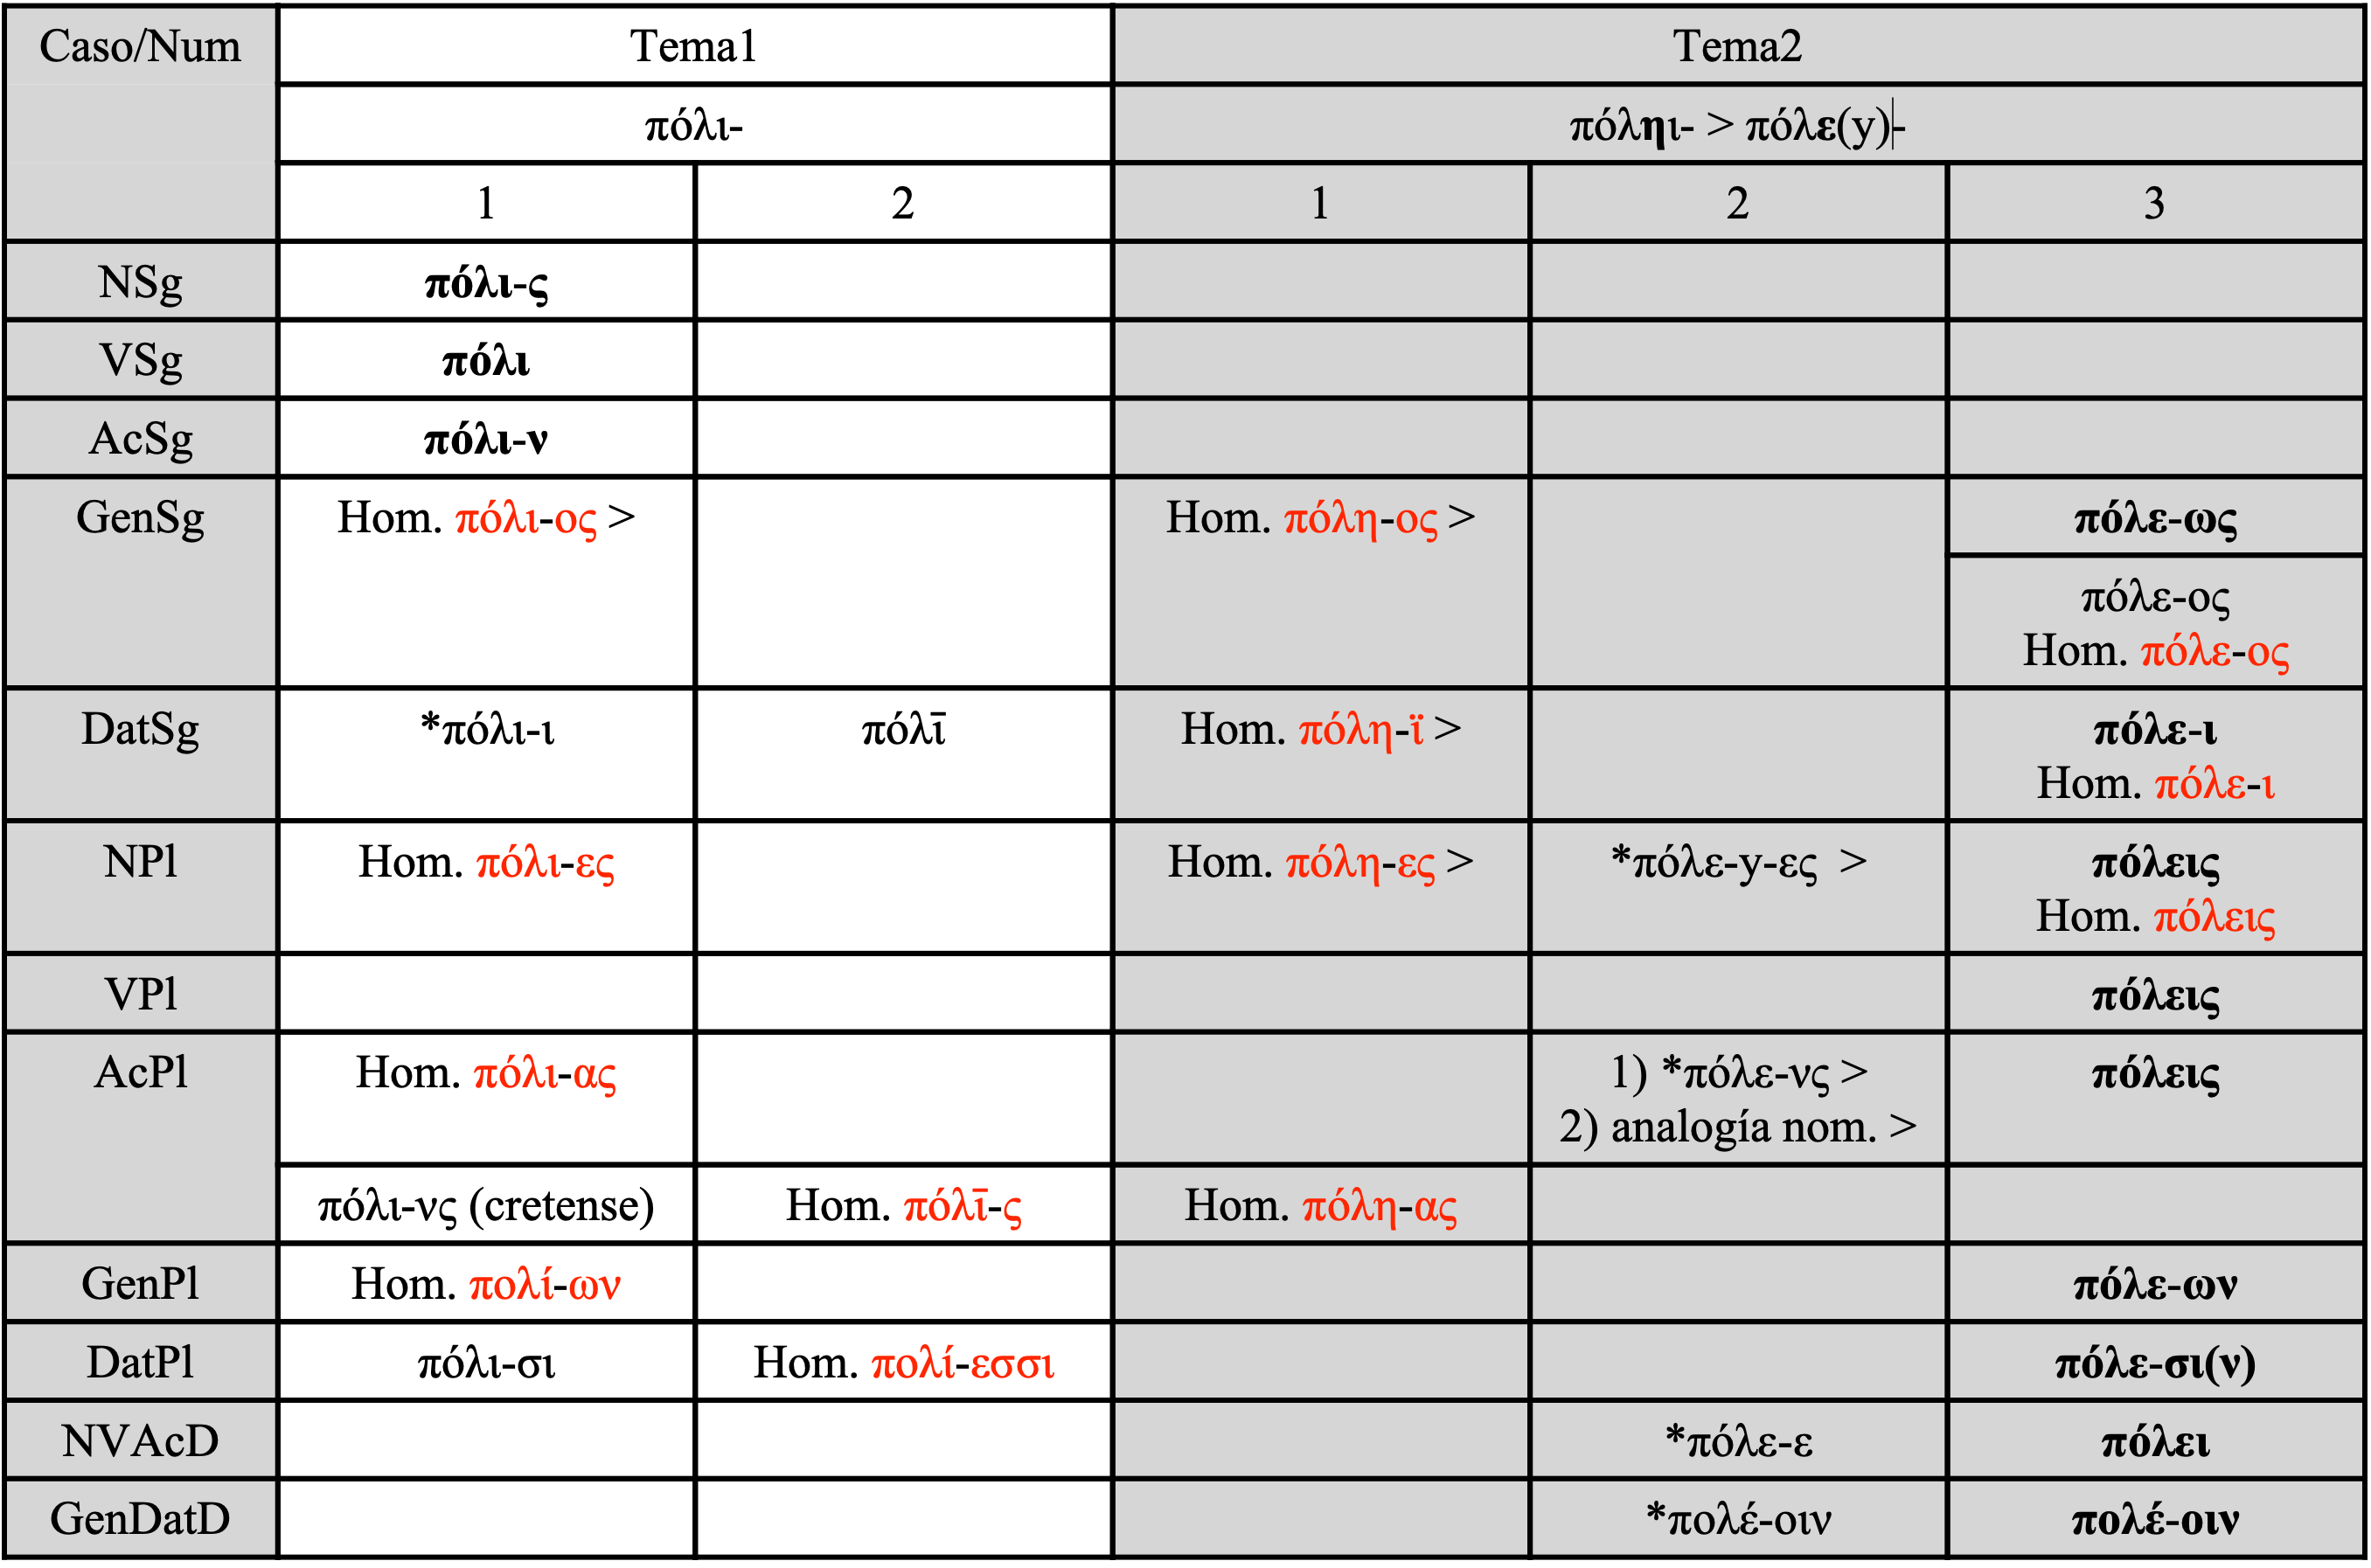 Caso/Num Tema1 Tema2
πόλι- πόληι- > πόλε(y)-
1 2 1 2 3
NSg πόλι-ς
VSg πόλι
AcSg πόλι-ν
GenSg Hom. πόλι-ος > Hom. πόλη-ος > πόλε-ως
πόλε-ος
Hom. πόλε-ος
DatSg *πόλι-ι πόλῑ Hom. πόλη-ϊ > πόλε-ι
Hom. πόλε-ι
NPl Hom. πόλι-ες Hom. πόλη-ες > *πόλε-y-ες > πόλεις
Hom. πόλεις
VPl πόλεις
AcPl Hom. πόλι-ας 1) *πόλε-νς > πόλεις
2) analogía nom. >
πόλι-νς (cretense) Hom. πόλῑ-ς Hom. πόλη-ας
GenPl Hom. πολί-ων πόλε-ων
DatPl πόλι-σι Hom. πολί-εσσι πόλε-σι(ν)
NVAcD *πόλε-ε πόλει
GenDatD *πολέ-οιν πολέ-οιν